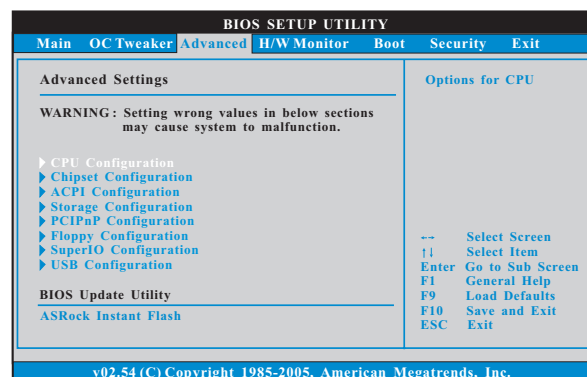 BIOS SETUP UTILITY
Main OC Tweaker Advanced H/W Monitor Boot Security Exit
Advanced Settings
WARNING : Setting wrong values in below sections
may cause system to malfunction.
CPU Configuration
Chipset Configuration
ACPI Configuration
Storage Configuration
PCIPnP Configuration
Floppy Configuration
SuperIO Configuration
USB Configuration
BIOS Update Utility
ASRock Instant Flash
Options for CPU
←→ Select Screen
↑↓ Select Item
Enter Go to Sub Screen
F1 General Help
F9 Load Defaults
F10 Save and Exit
ESC Exit
v02.54 (C) Copyright 1985-2005, American Megatrends, Inc.